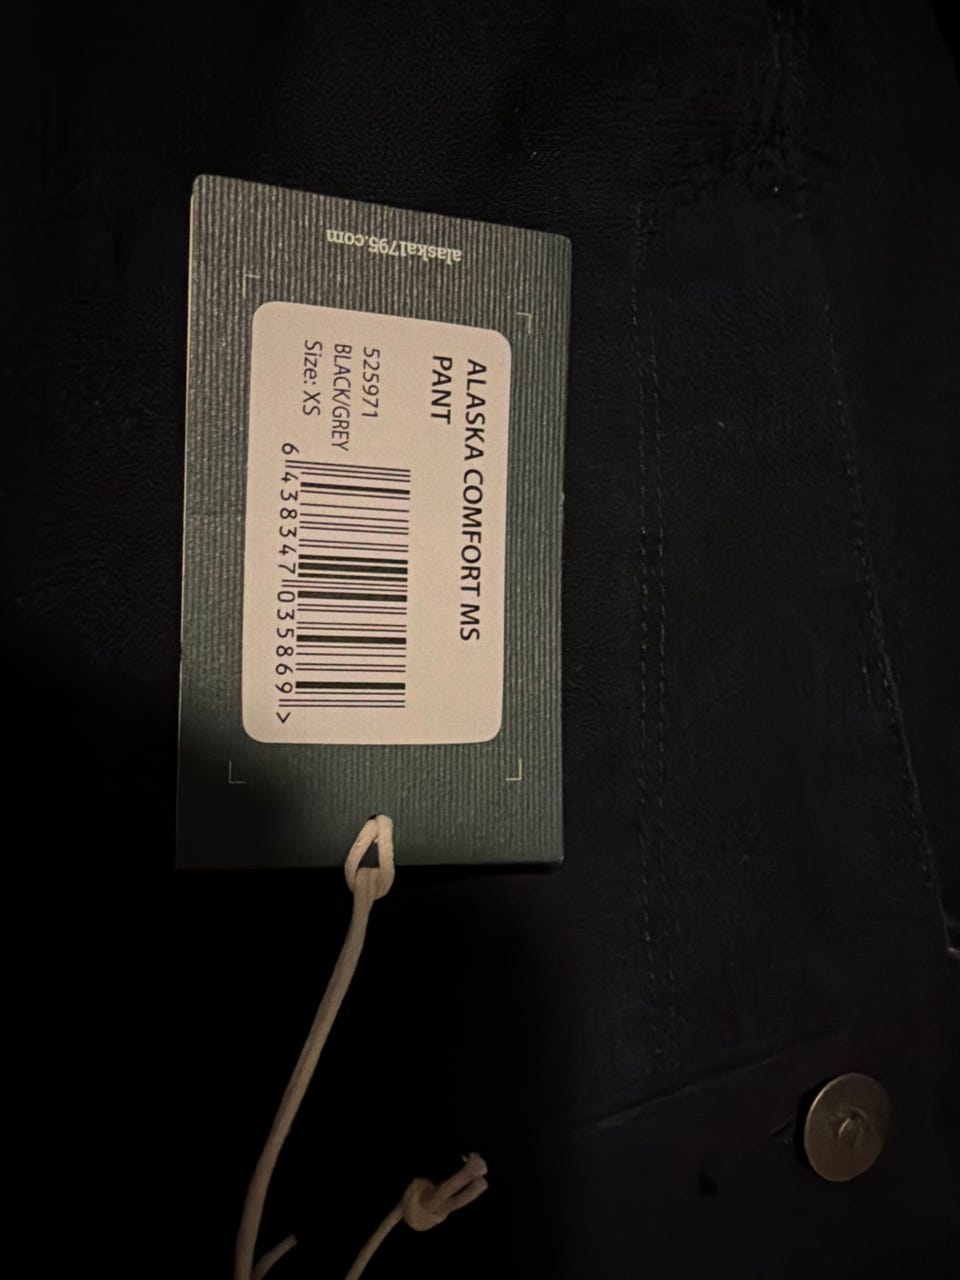 alaska1795.com
ALASKA COMFORT MS
PANT
525971
BLACK/GREY
Size: XS
6 438347 035869 >